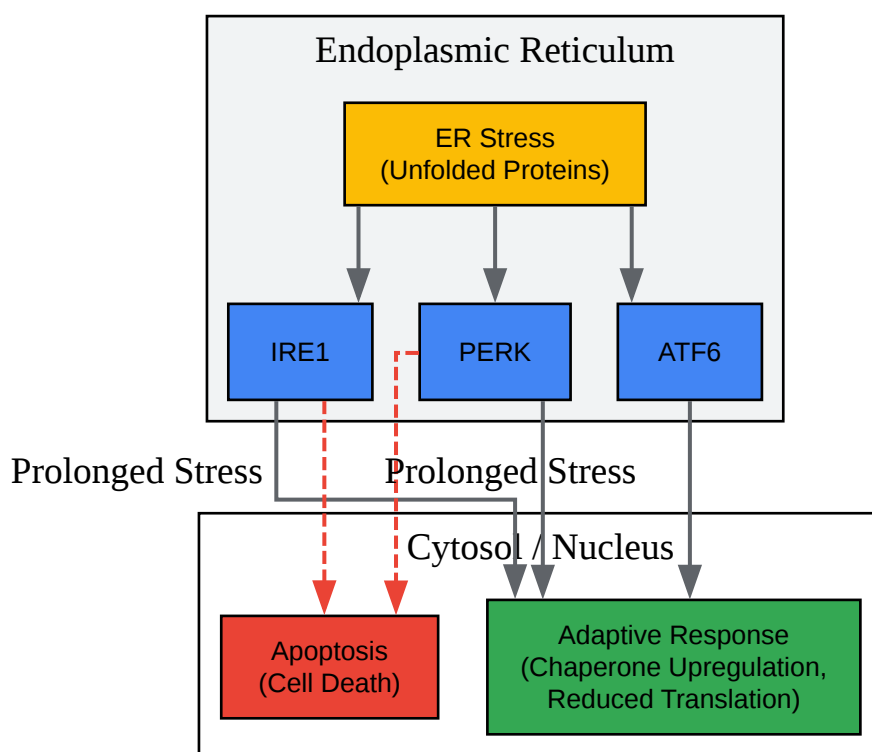 Endoplasmic Reticulum
ER Stress
(Unfolded Proteins)
IRE1
PERK
ATF6
Prolonged Stress
Prolonged Stress
Cytosol / Nucleus
Apoptosis
(Cell Death)
Adaptive Response
(Chaperone Upregulation,
Reduced Translation)